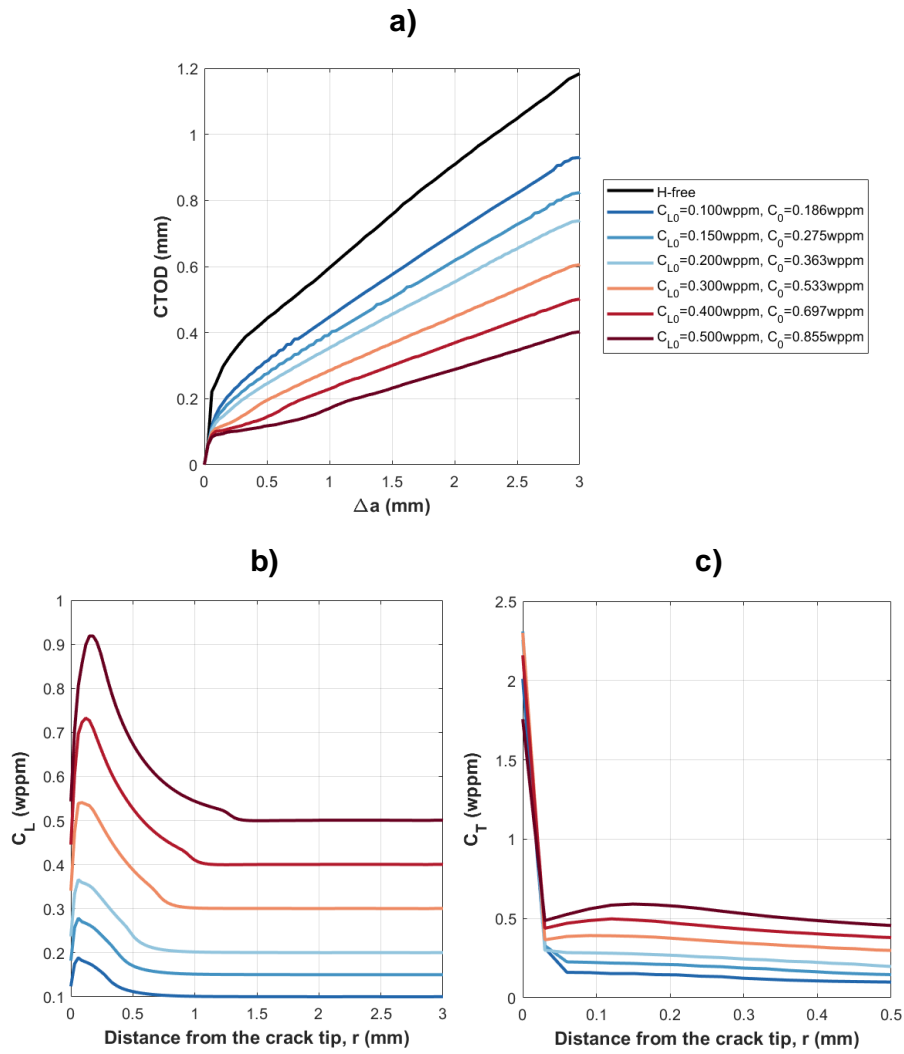 a)
1.2
1
0.8
0.6
0.4
0.2
0
CTOD (mm)
0 0.5 1 1.5 2 2.5 3
Δa (mm)
H-free
C_L0=0.100wppm, C_0=0.186wppm
C_L0=0.150wppm, C_0=0.275wppm
C_L0=0.200wppm, C_0=0.363wppm
C_L0=0.300wppm, C_0=0.533wppm
C_L0=0.400wppm, C_0=0.697wppm
C_L0=0.500wppm, C_0=0.855wppm
b)
1
0.9
0.8
0.7
0.6
0.5
0.4
0.3
0.2
0.1
C_L (wppm)
0 0.5 1 1.5 2 2.5 3
Distance from the crack tip, r (mm)
c)
2.5
2
1.5
1
0.5
0
C_T (wppm)
0 0.1 0.2 0.3 0.4 0.5
Distance from the crack tip, r (mm)